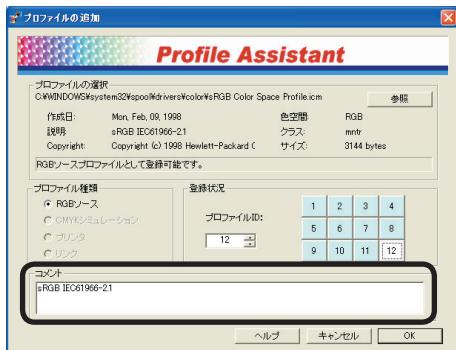 プロファイルの追加
Profile Assistant
プロファイルの選択
C:¥WINDOWS¥system32¥spool¥drivers¥color¥sRGB Color Space Profile.icm
参照
作成日: Mon, Feb, 09, 1998 色空間: RGB
説明: sRGB IEC61966-2.1 クラス: mntr
Copyright: Copyright (c) 1998 Hewlett-Packard C サイズ: 3144 bytes
RGBソースプロファイルとして登録可能です。
プロファイル種類
RGBソース
CMYKシミュレーション
プリンタ
リンク
登録状況
プロファイルID:
12
1 2 3 4
5 6 7 8
9 10 11 12
コメント
sRGB IEC61966-2.1
ヘルプ キャンセル OK